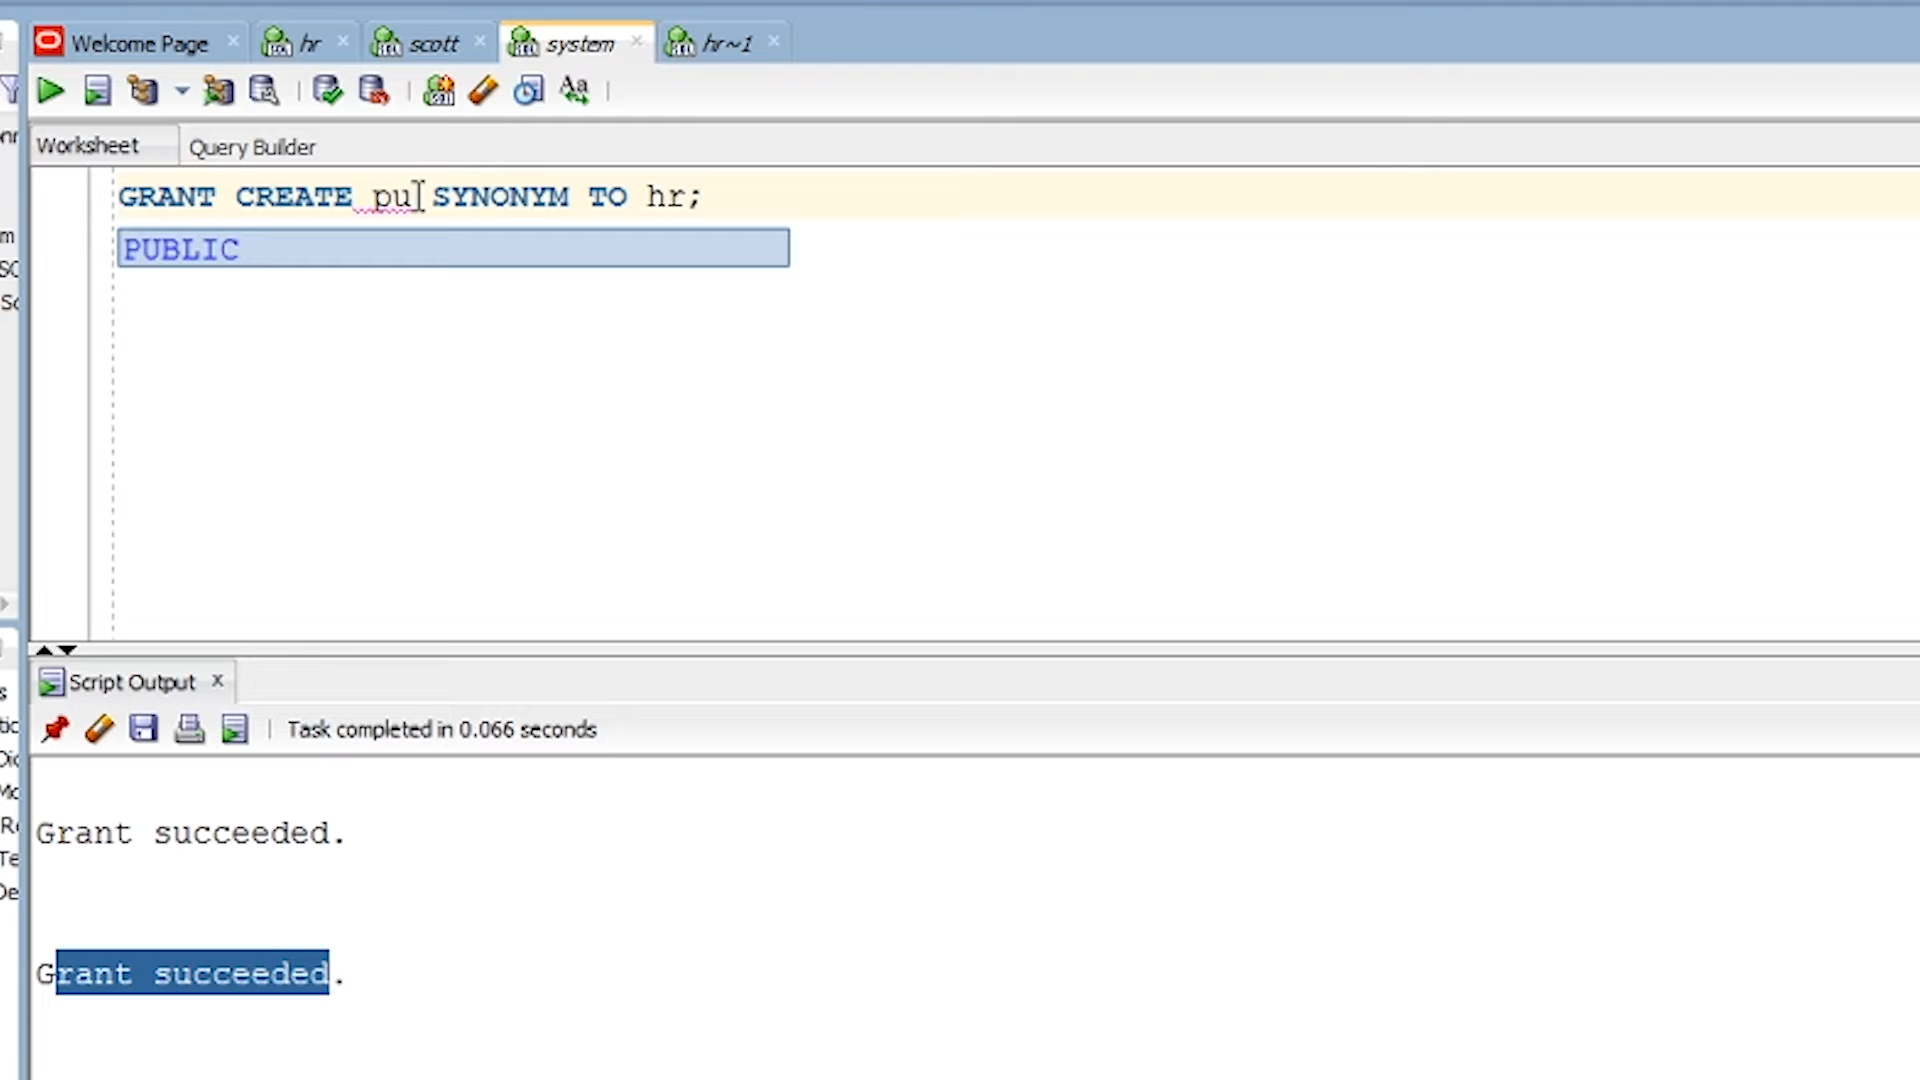 Welcome Page hr scott system hr~1
Worksheet Query Builder
GRANT CREATE pu SYNONYM TO hr;
PUBLIC
Script Output x
Task completed in 0.066 seconds
Grant succeeded.
Grant succeeded.